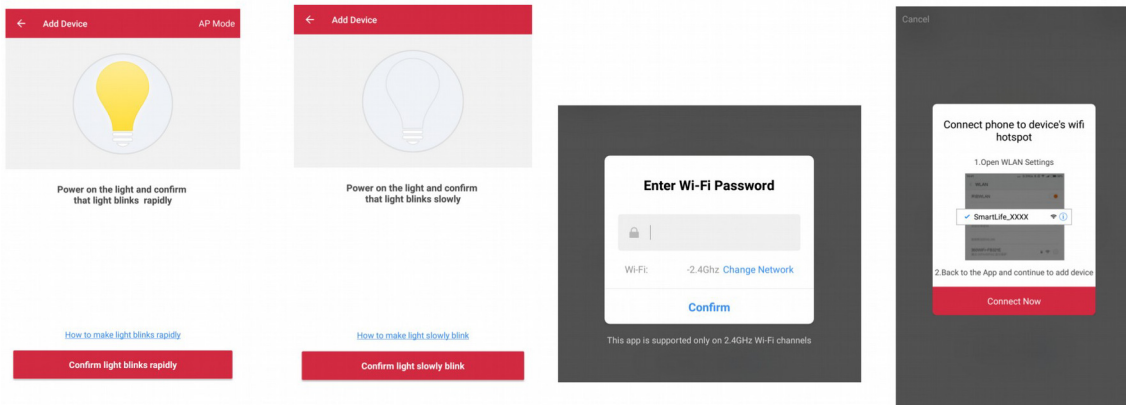 Add Device
AP Mode
Power on the light and confirm
that light blinks rapidly
How to make light blinks rapidly
Confirm light blinks rapidly
Add Device
Power on the light and confirm
that light blinks slowly
How to make light slowly blink
Confirm light slowly blink
Enter Wi-Fi Password
Wi-Fi: -2.4Ghz Change Network
Confirm
This app is supported only on 2.4GHz Wi-Fi channels
Cancel
Connect phone to device's wifi
hotspot
1.Open WLAN Settings
WLAN
SmartLife_XXXX
2.Back to the App and continue to add device
Connect Now